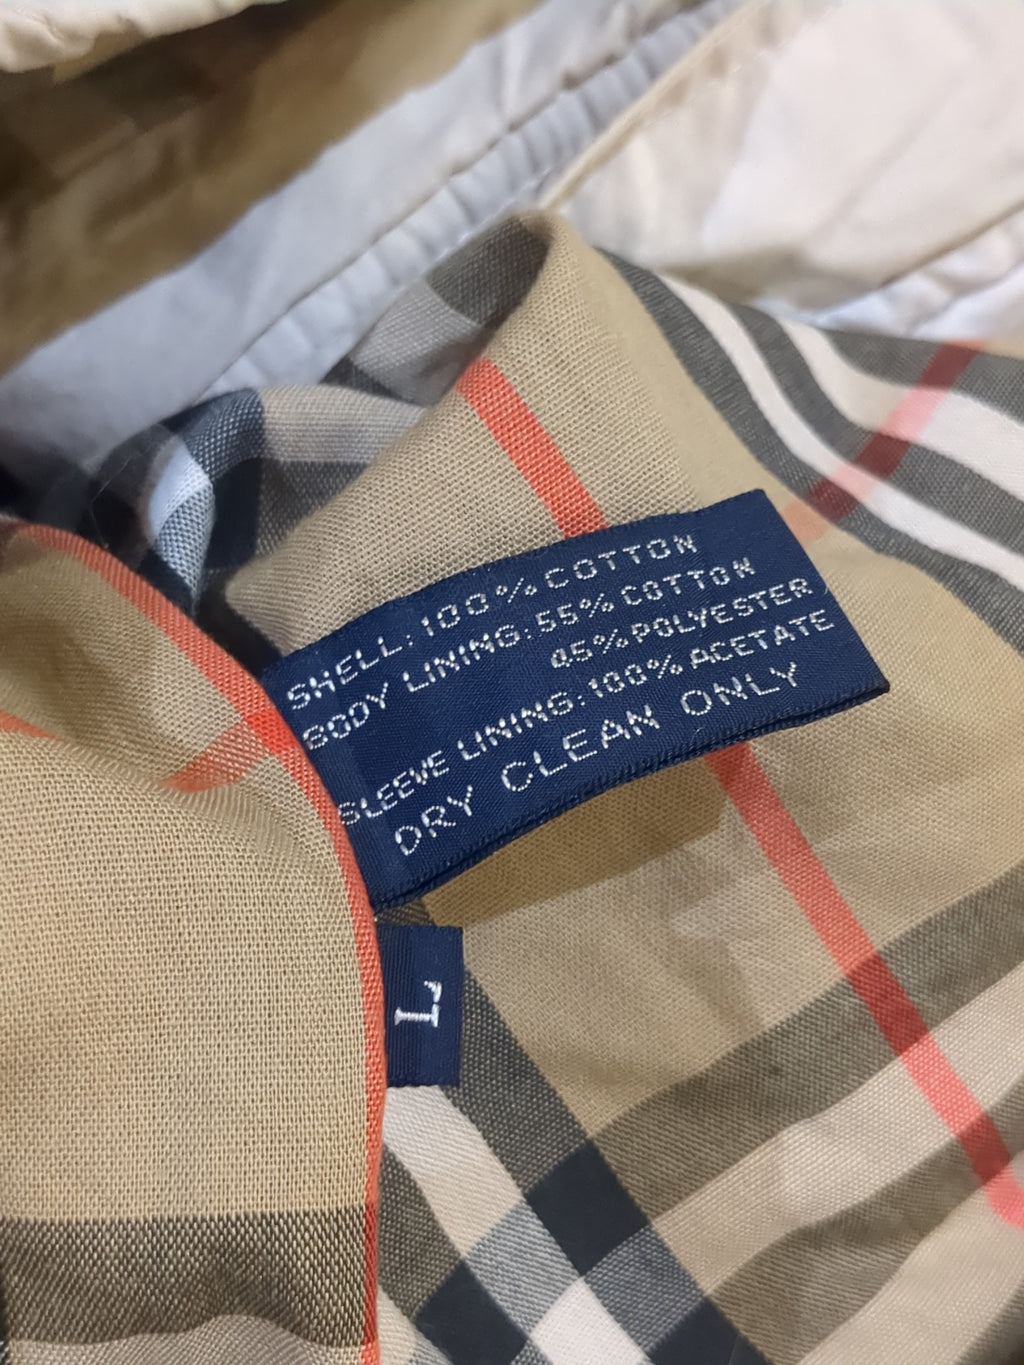 SHELL: 100% COTTON
BODY LINING: 55% COTTON
45% POLYESTER
SLEEVE LINING: 100% ACETATE
DRY CLEAN ONLY
L